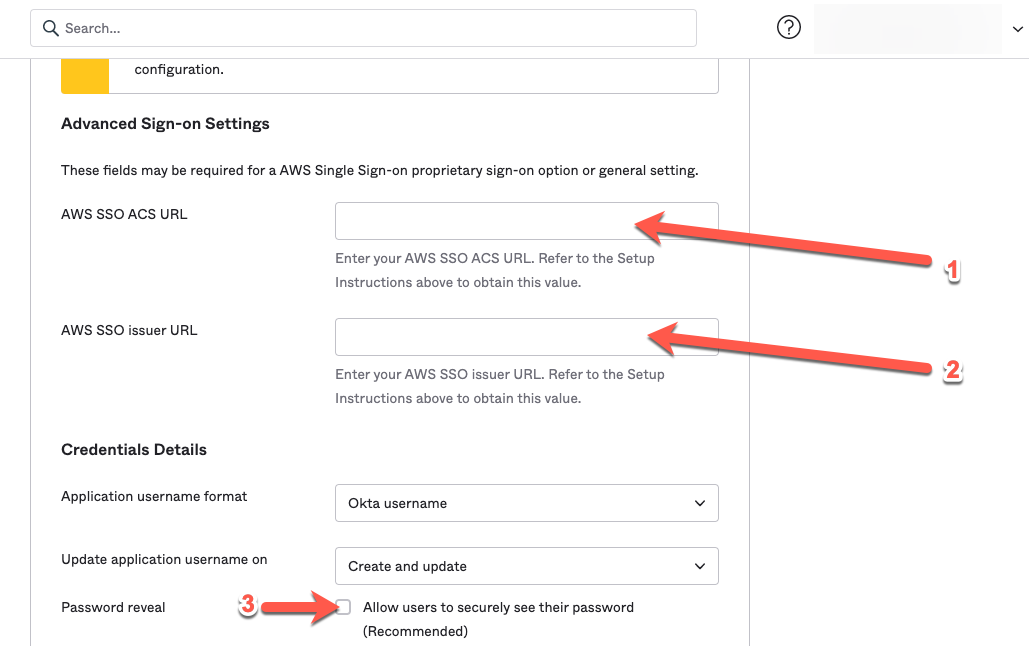 Search...
configuration.
Advanced Sign-on Settings
These fields may be required for a AWS Single Sign-on proprietary sign-on option or general setting.
AWS SSO ACS URL
Enter your AWS SSO ACS URL. Refer to the Setup
Instructions above to obtain this value.
1
AWS SSO issuer URL
Enter your AWS SSO issuer URL. Refer to the Setup
Instructions above to obtain this value.
2
Credentials Details
Application username format
Okta username
Update application username on
Create and update
Password reveal
3
Allow users to securely see their password
(Recommended)